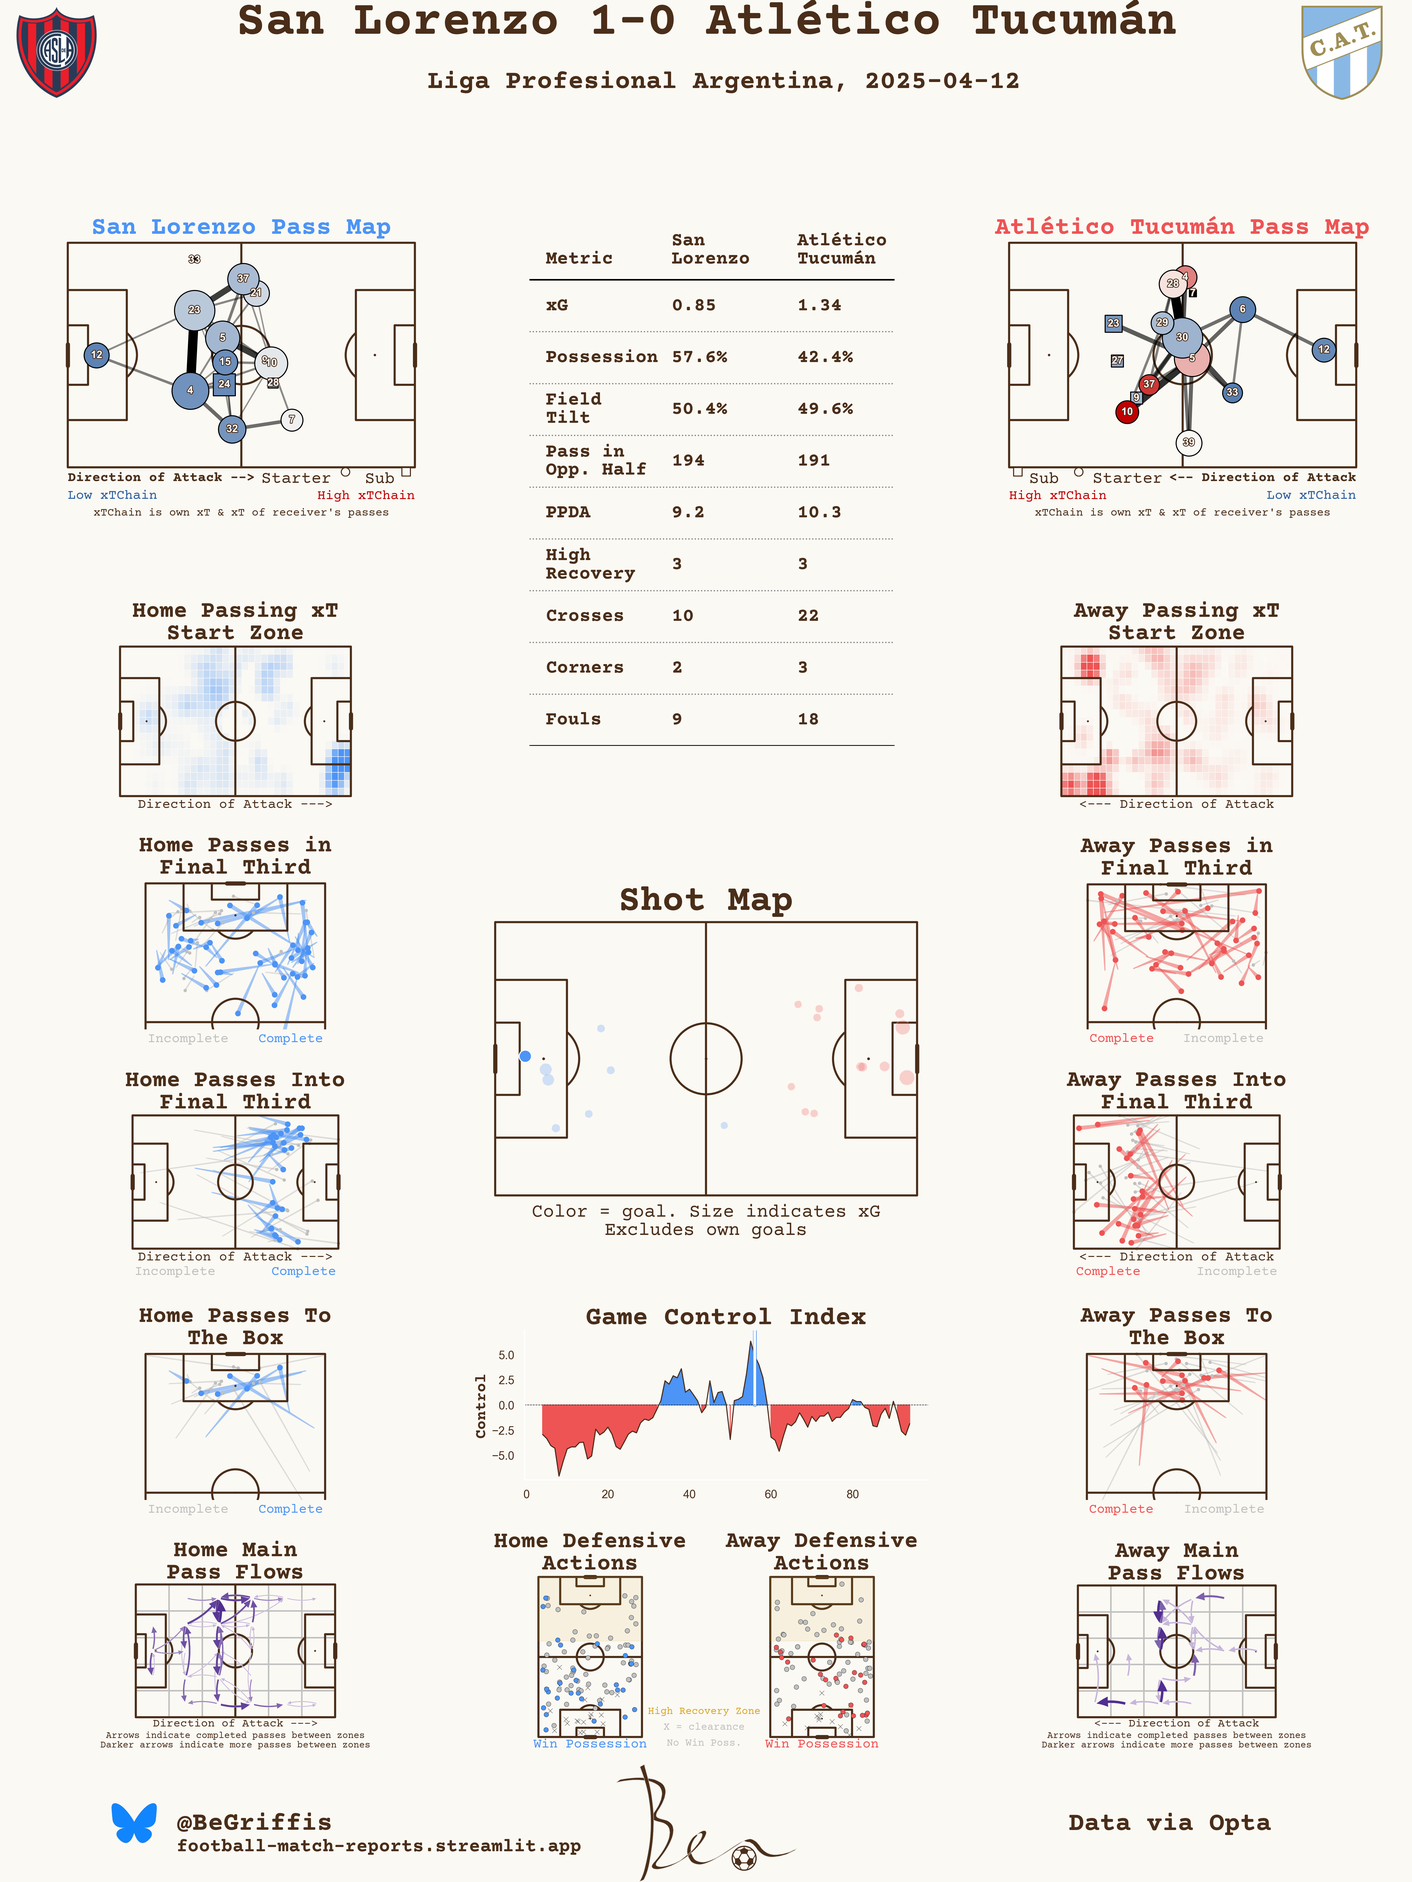 San Lorenzo 1-0 Atlético Tucumán
Liga Profesional Argentina, 2025-04-12
CASLA
C.A.T.
San Lorenzo Pass Map
33
37
21
23
5
12
15
9
10
24
28
4
7
32
Direction of Attack --> Starter Sub
Low xTChain High xTChain
xTChain is own xT & xT of receiver's passes
Metric San Lorenzo Atlético Tucumán
xG 0.85 1.34
Possession 57.6% 42.4%
Field Tilt 50.4% 49.6%
Pass in Opp. Half 194 191
PPDA 9.2 10.3
High Recovery 3 3
Crosses 10 22
Corners 2 3
Fouls 9 18
Atlético Tucumán Pass Map
4
28
7
6
23
29
30
12
27
5
37
33
9
10
39
Sub Starter <-- Direction of Attack
High xTChain Low xTChain
xTChain is own xT & xT of receiver's passes
Home Passing xT
Start Zone
Direction of Attack --->
Away Passing xT
Start Zone
<--- Direction of Attack
Home Passes in
Final Third
Incomplete Complete
Away Passes in
Final Third
Complete Incomplete
Shot Map
Color = goal. Size indicates xG
Excludes own goals
Home Passes Into
Final Third
Direction of Attack --->
Incomplete Complete
Away Passes Into
Final Third
<--- Direction of Attack
Complete Incomplete
Home Passes To
The Box
Incomplete Complete
Game Control Index
Control
5.0
2.5
0.0
−2.5
−5.0
0 20 40 60 80
Away Passes To
The Box
Complete Incomplete
Home Main
Pass Flows
Direction of Attack --->
Arrows indicate completed passes between zones
Darker arrows indicate more passes between zones
Home Defensive
Actions
Win Possession
High Recovery Zone
X = clearance
No Win Poss.
Away Defensive
Actions
Win Possession
Away Main
Pass Flows
<--- Direction of Attack
Arrows indicate completed passes between zones
Darker arrows indicate more passes between zones
@BeGriffis
football-match-reports.streamlit.app
Ben
Data via Opta